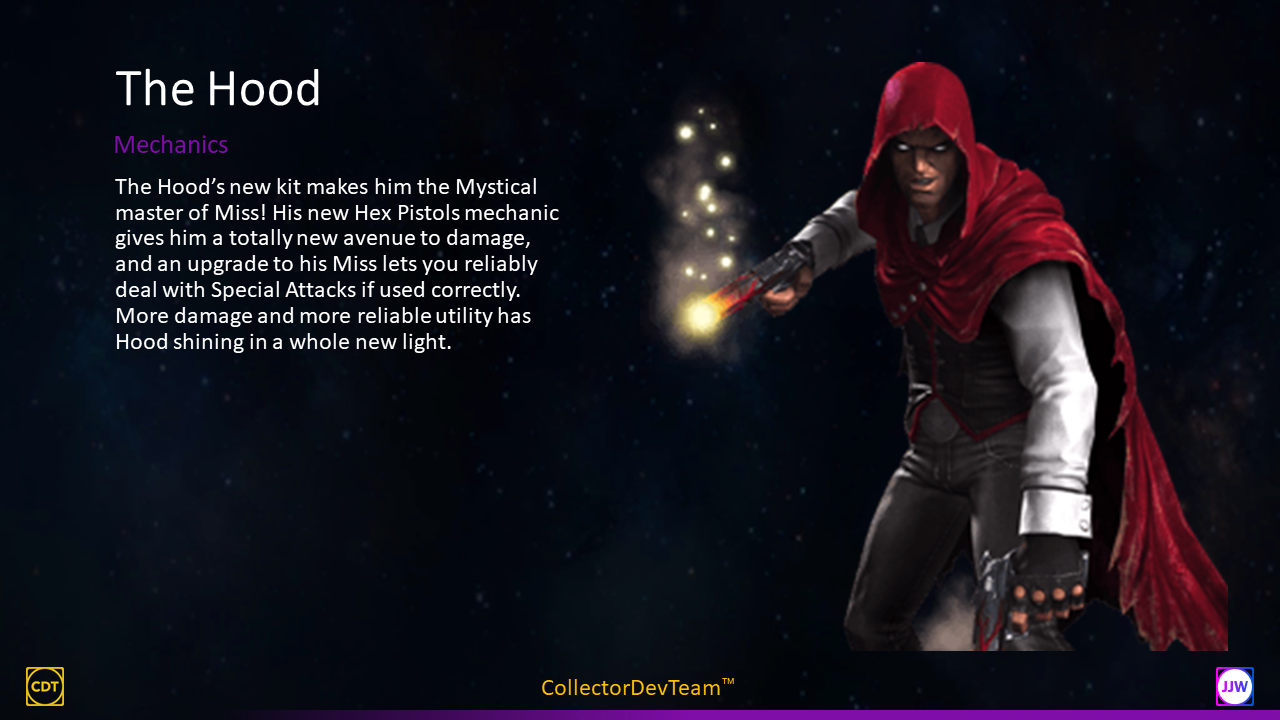 The Hood
Mechanics
The Hood’s new kit makes him the Mystical
master of Miss! His new Hex Pistols mechanic
gives him a totally new avenue to damage,
and an upgrade to his Miss lets you reliably
deal with Special Attacks if used correctly.
More damage and more reliable utility has
Hood shining in a whole new light.
CDT
CollectorDevTeam™
JJW